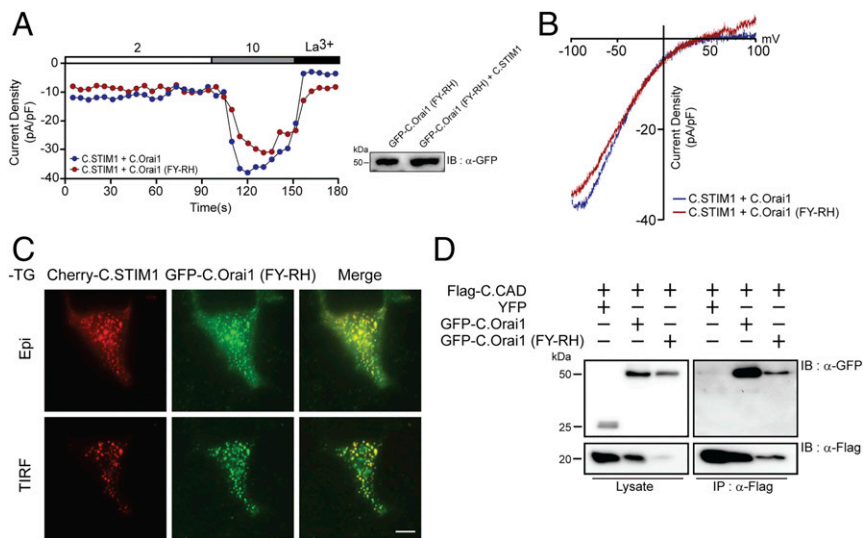 A
2 10 La3+
0
-10
-20
-30
-40
Current Density
(pA/pF)
C.STIM1 + C.Orai1
C.STIM1 + C.Orai1 (FY-RH)
0 30 60 90 120 150 180
Time(s)
GFP-C.Orai1 (FY-RH)
GFP-C.Orai1 (FY-RH) + C.STIM1
kDa
50
IB : α-GFP
B
-100 -50 50 100 mV
Current Density
(pA/pF)
-20
-40
C.STIM1 + C.Orai1
C.STIM1 + C.Orai1 (FY-RH)
C
-TG Cherry-C.STIM1 GFP-C.Orai1 (FY-RH) Merge
Epi
TIRF
D
Flag-C.CAD + + + + + +
YFP + − − + − −
GFP-C.Orai1 − + − − + −
GFP-C.Orai1 (FY-RH) − − + − − +
kDa
50
25
20
IB : α-GFP
IB : α-Flag
Lysate IP : α-Flag